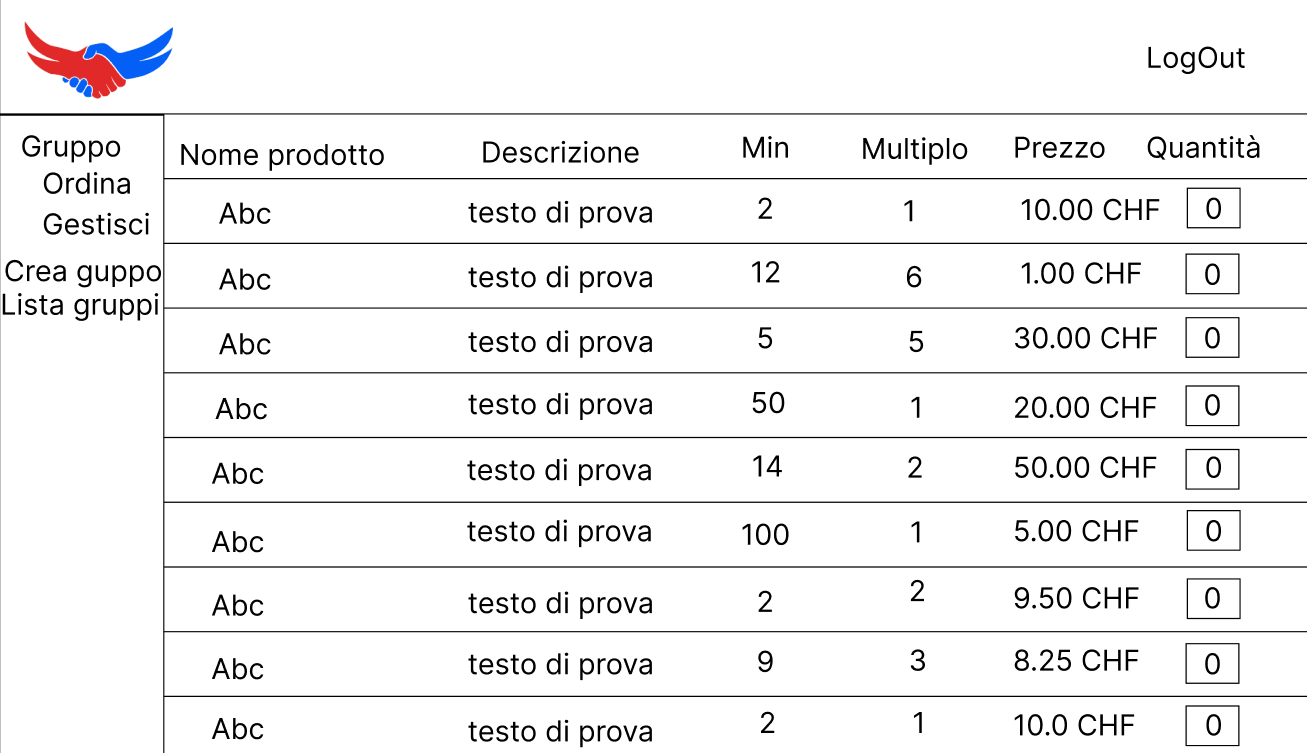 LogOut
Gruppo
Ordina
Gestisci
Crea guppo
Lista gruppi
Nome prodotto Descrizione Min Multiplo Prezzo Quantità
Abc testo di prova 2 1 10.00 CHF 0
Abc testo di prova 12 6 1.00 CHF 0
Abc testo di prova 5 5 30.00 CHF 0
Abc testo di prova 50 1 20.00 CHF 0
Abc testo di prova 14 2 50.00 CHF 0
Abc testo di prova 100 1 5.00 CHF 0
Abc testo di prova 2 2 9.50 CHF 0
Abc testo di prova 9 3 8.25 CHF 0
Abc testo di prova 2 1 10.0 CHF 0